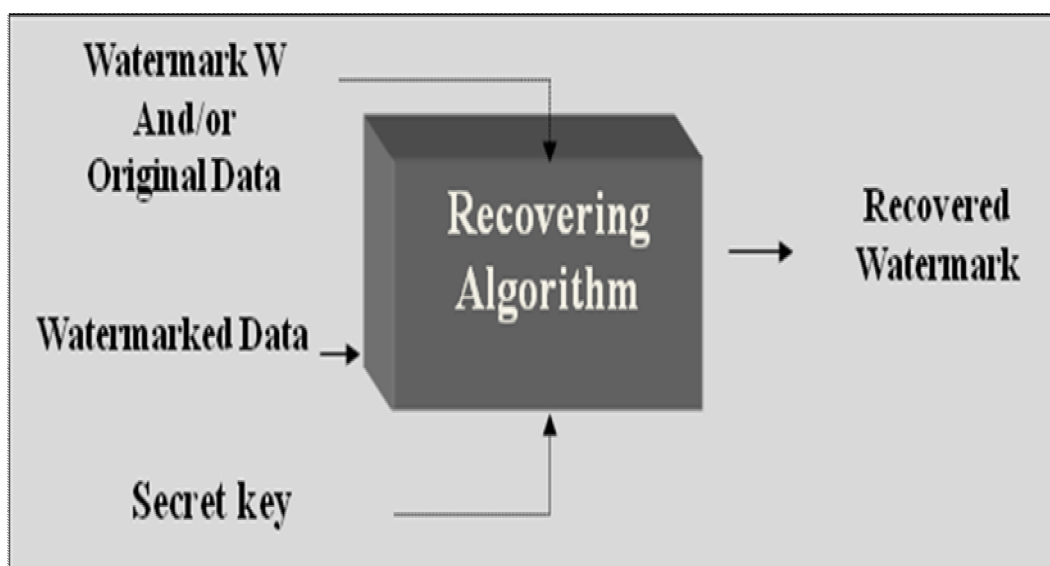 Watermark W
And/or
Original Data
Recovering
Algorithm
Recovered
Watermark
Watermarked Data
Secret key